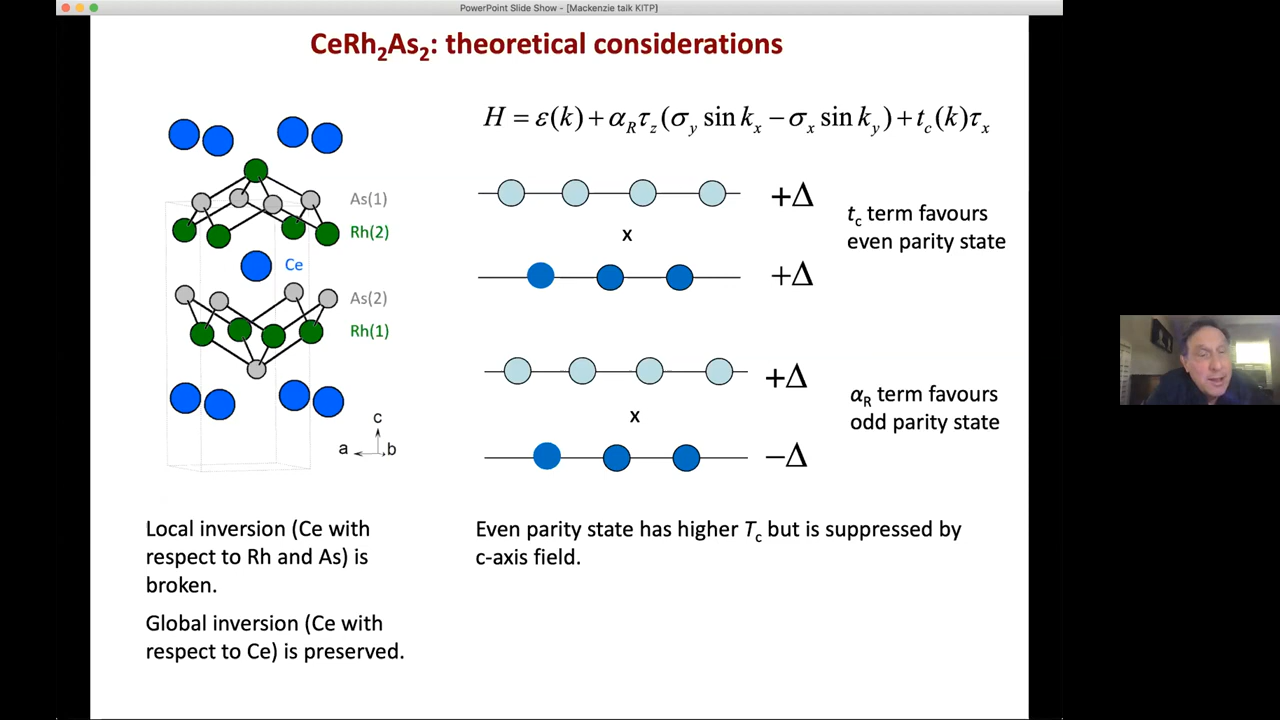 PowerPoint Slide Show - [Mackenzie talk KITP]
CeRh₂As₂: theoretical considerations
H = ε(k) + α_R τ_z (σ_y sin k_x − σ_x sin k_y) + t_c(k)τ_x
As(1)
Rh(2)
Ce
As(2)
Rh(1)
c
a
b
+Δ
x
+Δ
t_c term favours
even parity state
+Δ
x
−Δ
α_R term favours
odd parity state
Local inversion (Ce with
respect to Rh and As) is
broken.
Global inversion (Ce with
respect to Ce) is preserved.
Even parity state has higher T_c but is suppressed by
c-axis field.